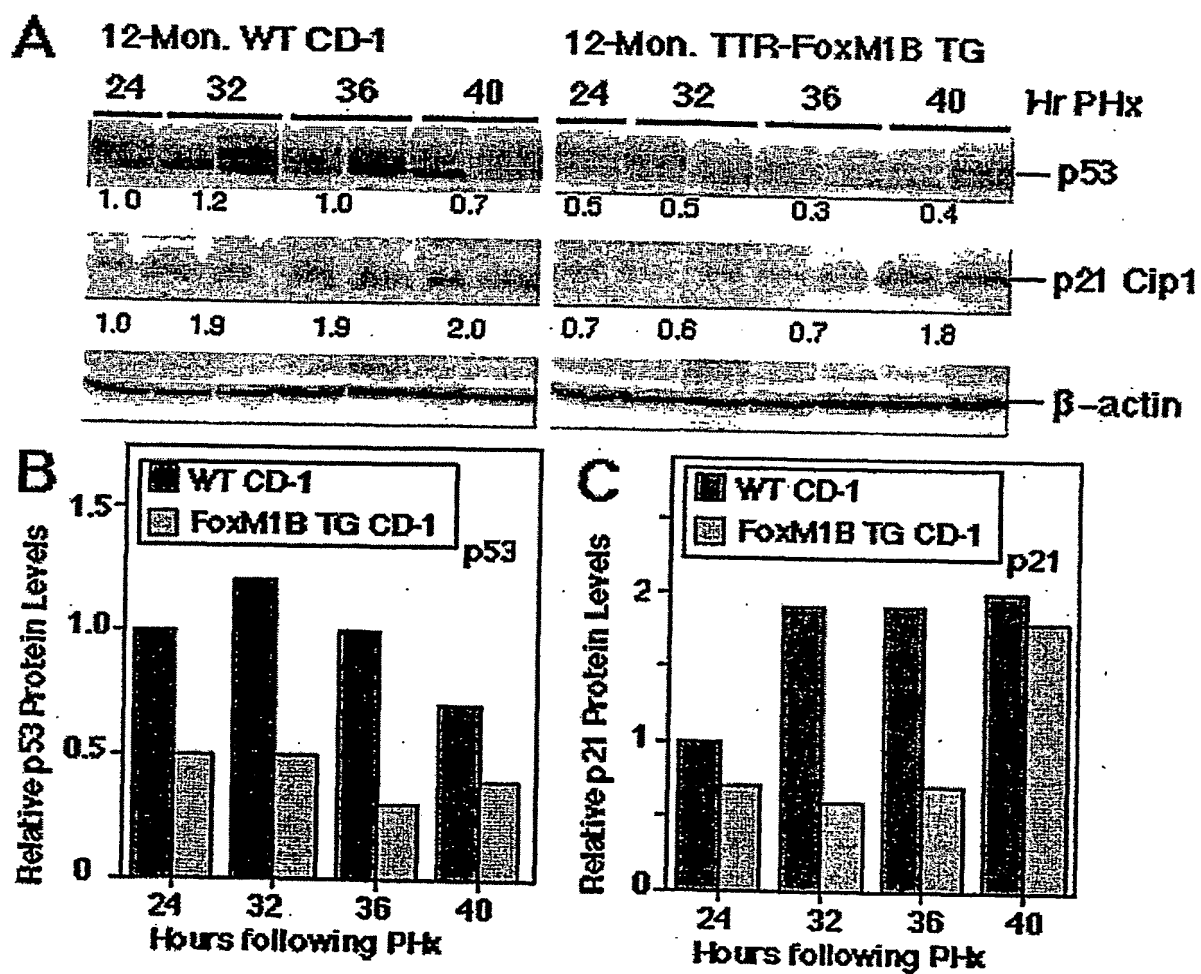 A
12-Mon. WT CD-1
12-Mon. TTR-FoxM1B TG
24 32 36 40 24 32 36 40 Hr PHx
p53
1.0 1.2 1.0 0.7 0.5 0.5 0.3 0.4
p21 Cip1
1.0 1.9 1.9 2.0 0.7 0.6 0.7 1.8
β-actin
B
WT CD-1
FoxM1B TG CD-1
p53
Relative p53 Protein Levels
1.5
1.0
0.5
0
24 32 36 40
Hours following PHx
C
WT CD-1
FoxM1B TG CD-1
p21
Relative p21 Protein Levels
2
1
0
24 32 36 40
Hours following PHx